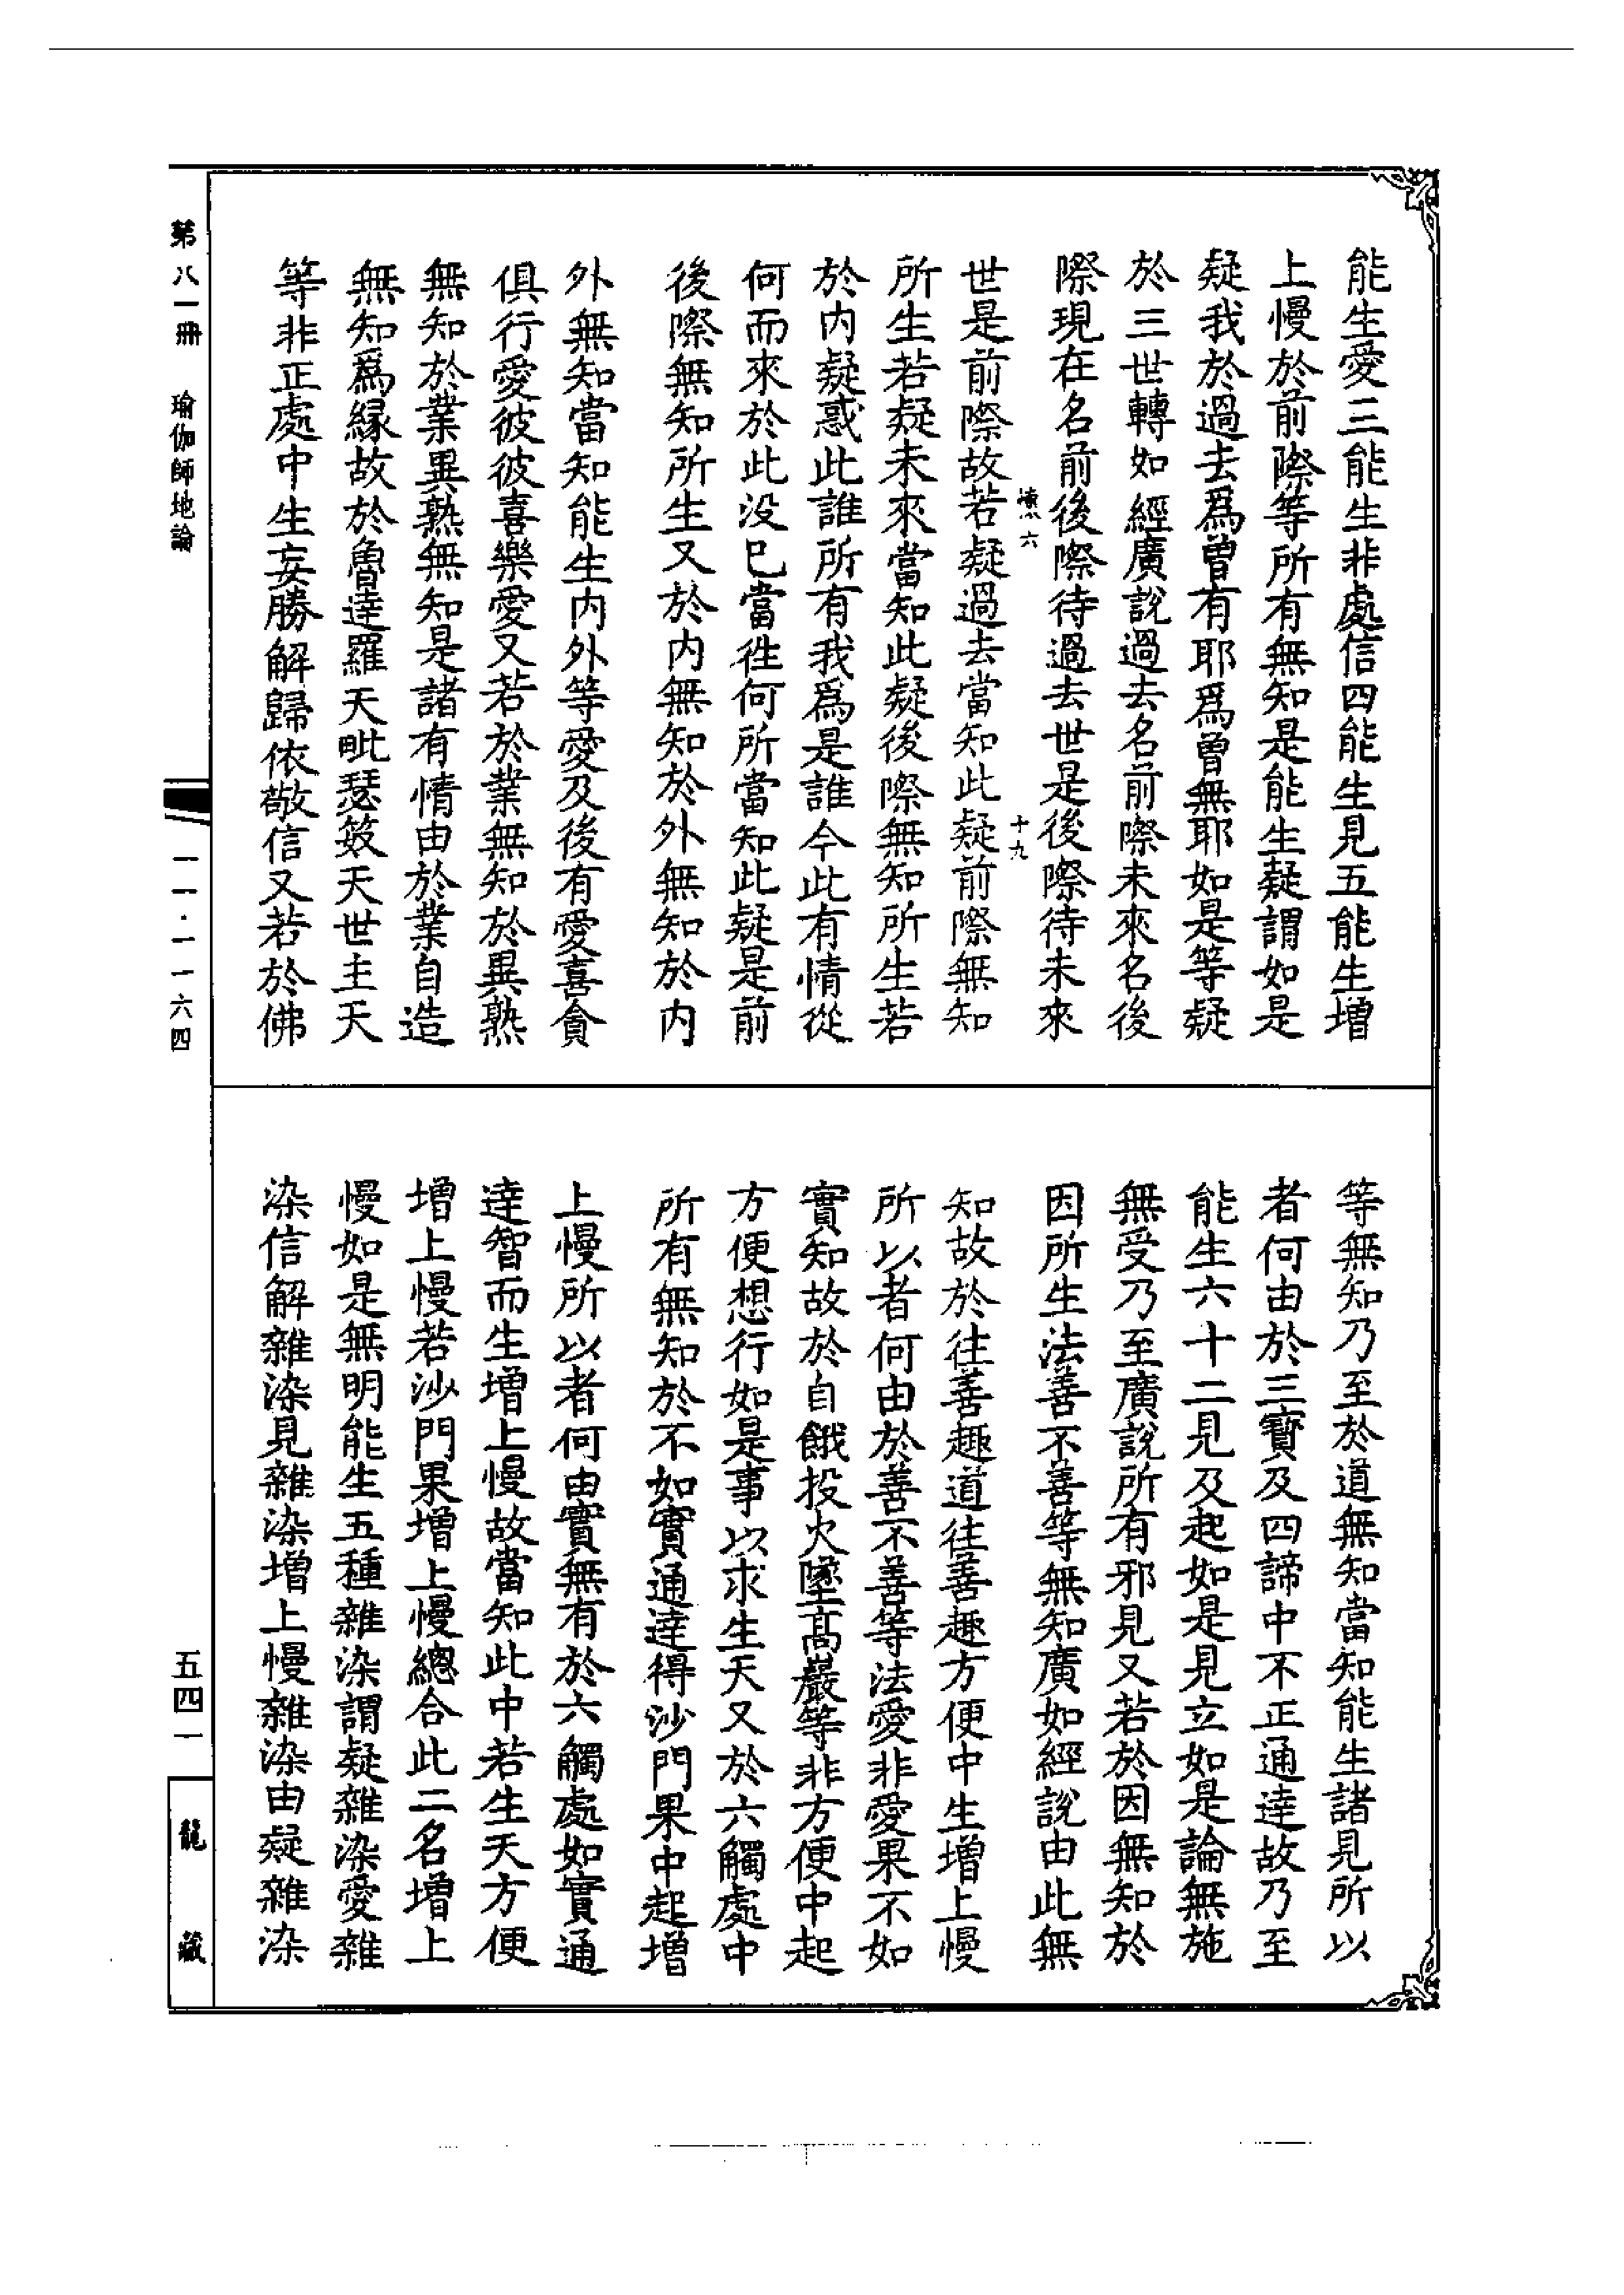 能生愛三能生非處信四能生見五能生增
上慢於前際等所有無知是能生疑謂如是
疑我於過去爲曾有耶爲曾無耶如是等疑
於三世轉如經廣說過去名前際未來名後
際現在名前後際待過去世是後際待未來
十九
世是前際故若疑過去當知此疑前際無知
所生若疑未來當知此疑後際無知所生若
於内疑惑此誰所有我爲是誰今此有情從
何而來於此没已當徃何所當知此疑是前
後際無知所生又於内無知於外無知於内
外無知當知能生内外等愛及後有愛喜貪
俱行愛彼彼喜樂愛又若於業無知於異熟
無知於業異熟無知是諸有情由於業自造
無知爲緣故於魯達羅天毗瑟笯天世主天
等非正處中生妄勝解歸依敬信又若於佛
等無知乃至於道無知當知能生諸見所以
者何由於三寶及四諦中不正通達故乃至
能生六十二見及起如是見立如是論無施
無受乃至廣說所有邪見又若於因無知於
因所生法善不善等無知廣如經說由此無
知故於往善趣道往善趣方便中生增上慢
所以者何由於善不善等法愛非愛果不如
實知故於自餓投火墜高巖等非方便中起
方便想行如是事以求生天又於六觸處中
所有無知於不如實通達得沙門果中起增
上慢所以者何由實無有於六觸處如實通
達智而生增上慢故當知此中若生天方便
增上慢若沙門果增上慢總合此二名增上
慢如是無明能生五種雜染謂疑雜染愛雜
染信解雜染見雜染增上慢雜染由疑雜染
第八一冊
瑜伽師地論
一一·一一六四
五四一
龍藏